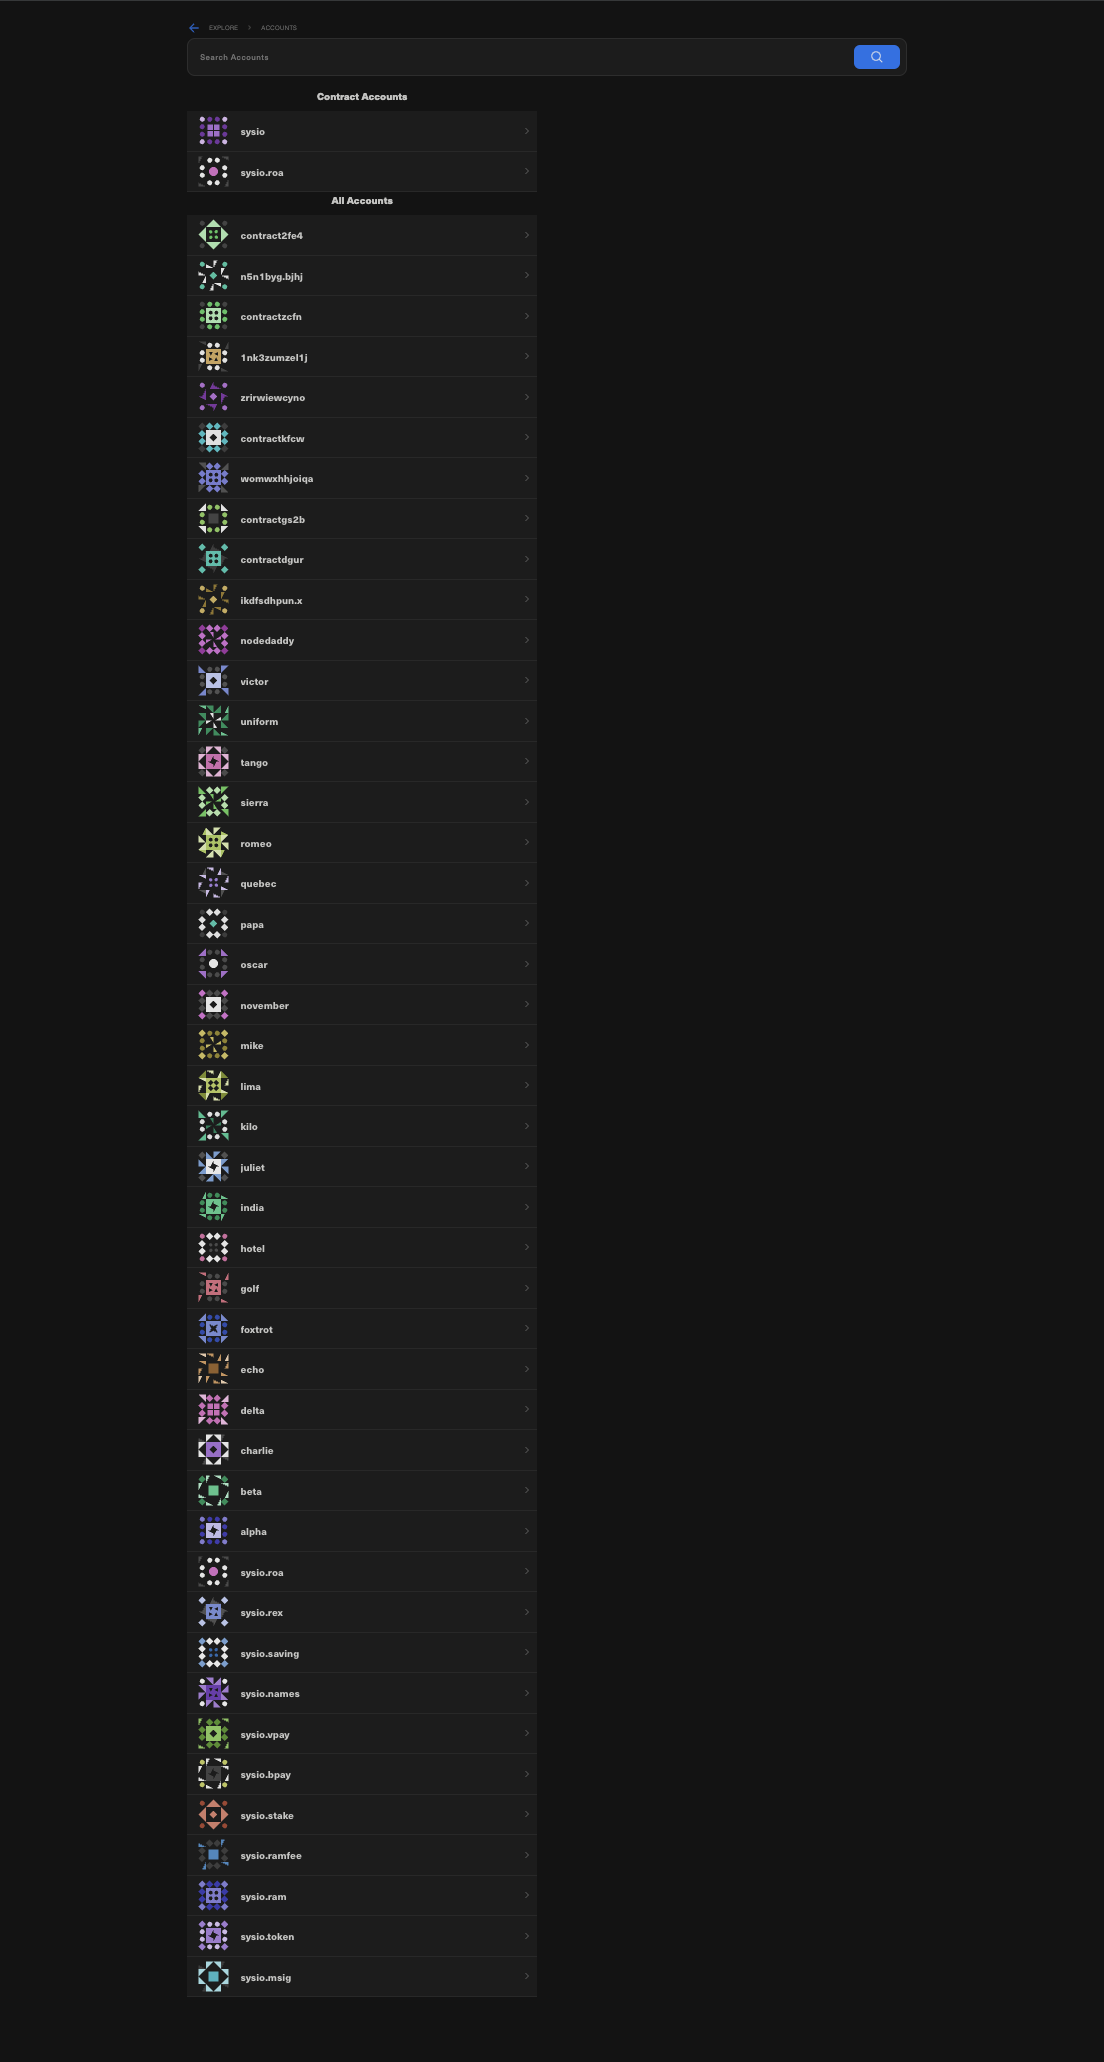 EXPLORE > ACCOUNTS
Search Accounts
Contract Accounts
sysio
sysio.roa
All Accounts
contract2fe4
n5n1byg.bjhj
contractzcfn
1nk3zumzel1j
zrirwiewcyno
contractkfcw
womwxhhjoiqa
contractgs2b
contractdgur
ikdfsdhpun.x
nodedaddy
victor
uniform
tango
sierra
romeo
quebec
papa
oscar
november
mike
lima
kilo
juliet
india
hotel
golf
foxtrot
echo
delta
charlie
beta
alpha
sysio.roa
sysio.rex
sysio.saving
sysio.names
sysio.vpay
sysio.bpay
sysio.stake
sysio.ramfee
sysio.ram
sysio.token
sysio.msig